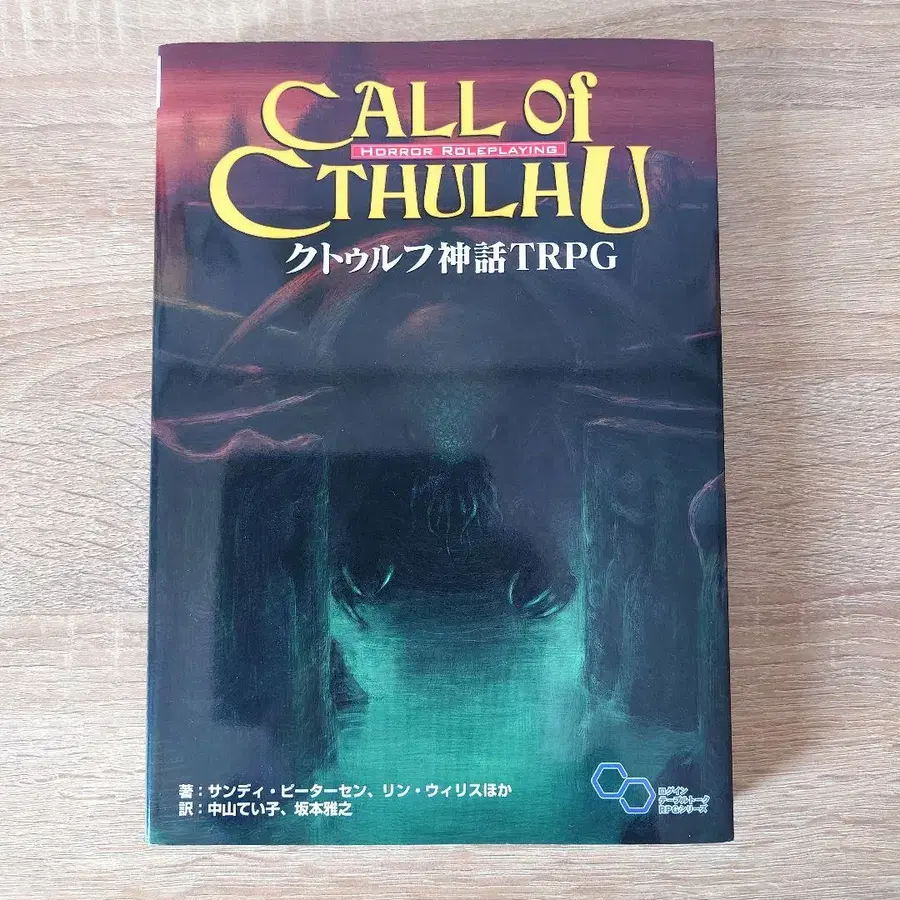 CALL of
HORROR ROLEPLAYING
CTHULHU
クトゥルフ神話TRPG
著：サンディ・ピーターセン、リン・ウィリスほか
訳：中山てい子、坂本雅之
ログイン
テーブルトーク
RPGシリーズ